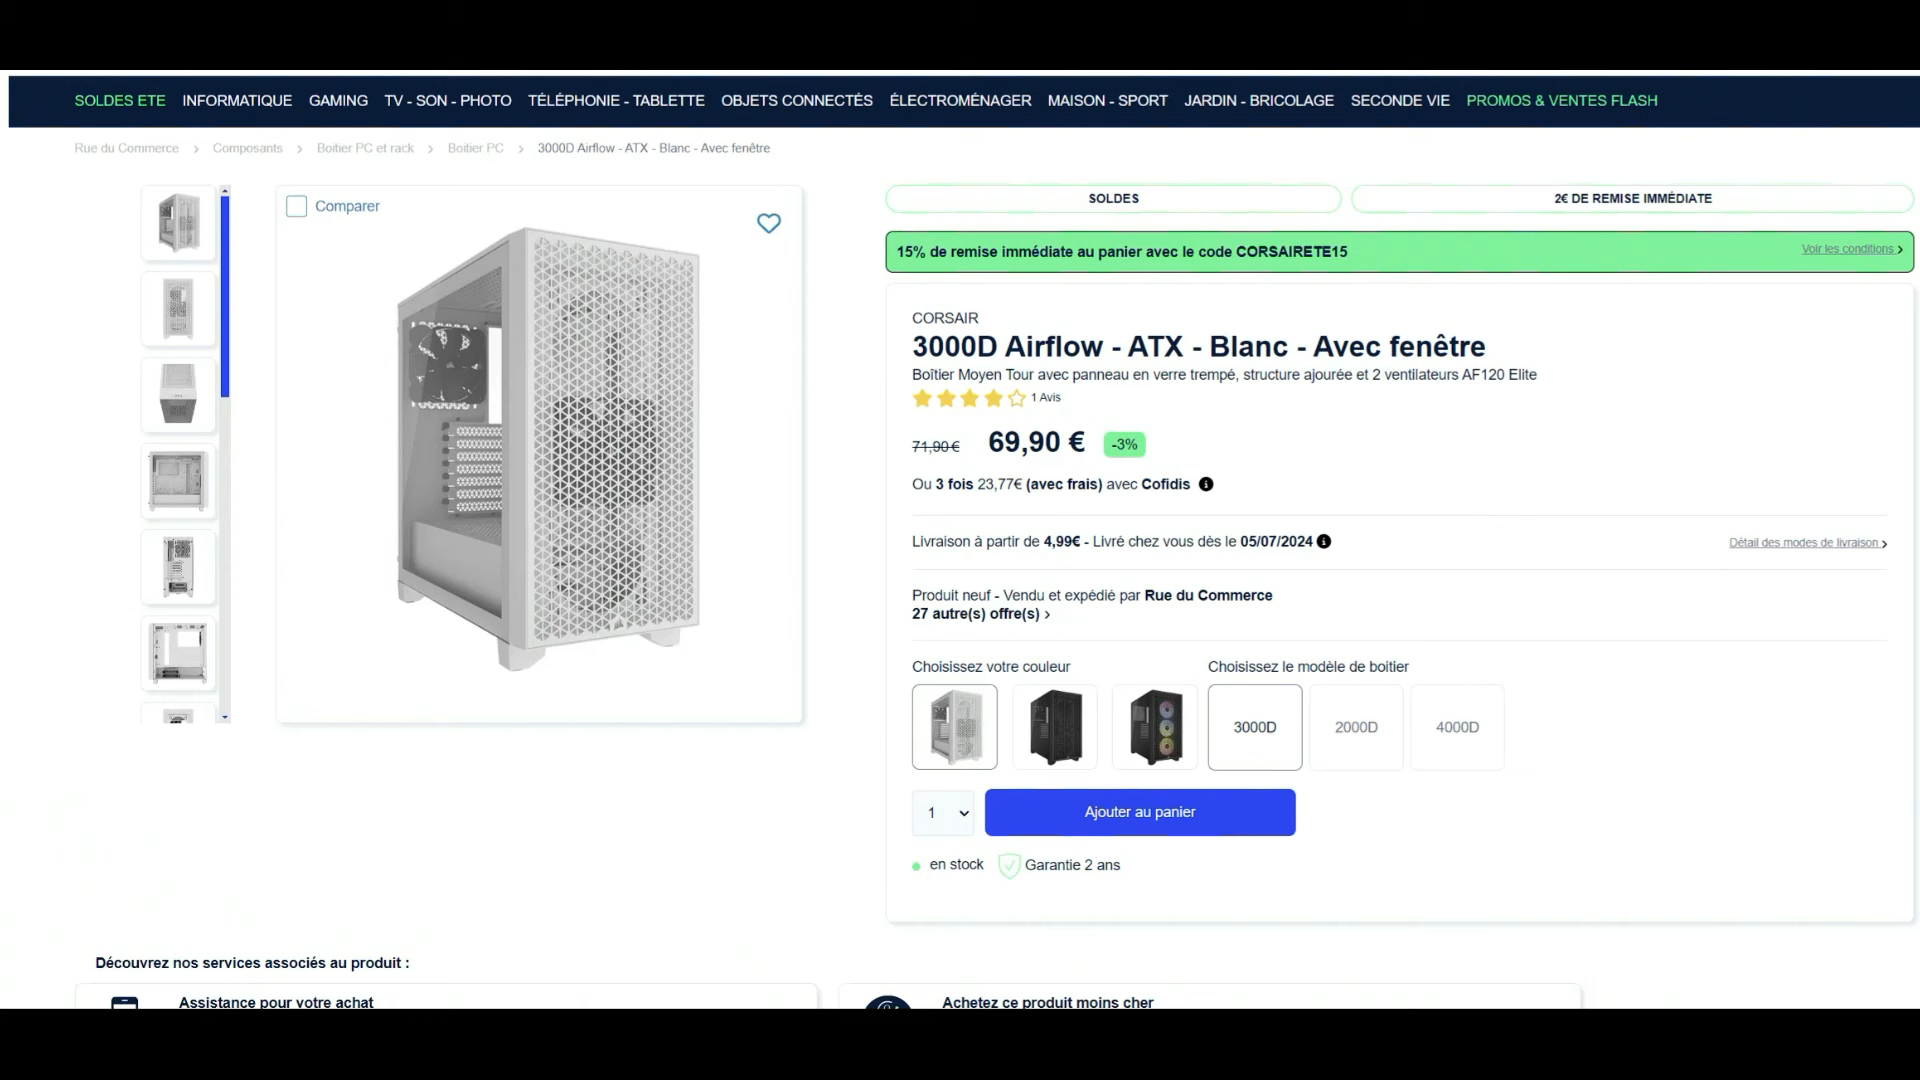 SOLDES ETE INFORMATIQUE GAMING TV - SON - PHOTO TÉLÉPHONIE - TABLETTE OBJETS CONNECTÉS ÉLECTROMÉNAGER MAISON - SPORT JARDIN - BRICOLAGE SECONDE VIE PROMOS & VENTES FLASH
Rue du Commerce > Composants > Boitier PC et rack > Boitier PC > 3000D Airflow - ATX - Blanc - Avec fenêtre
Comparer
SOLDES
2€ DE REMISE IMMÉDIATE
15% de remise immédiate au panier avec le code CORSAIRETE15
Voir les conditions >
CORSAIR
3000D Airflow - ATX - Blanc - Avec fenêtre
Boîtier Moyen Tour avec panneau en verre trempé, structure ajourée et 2 ventilateurs AF120 Elite
1 Avis
71,90 € 69,90 € -3%
Ou 3 fois 23,77€ (avec frais) avec Cofidis
Livraison à partir de 4,99€ - Livré chez vous dès le 05/07/2024
Détail des modes de livraison >
Produit neuf - Vendu et expédié par Rue du Commerce
27 autre(s) offre(s) >
Choisissez votre couleur
Choisissez le modèle de boitier
3000D 2000D 4000D
1
Ajouter au panier
en stock Garantie 2 ans
Découvrez nos services associés au produit :
Assistance pour votre achat
Achetez ce produit moins cher